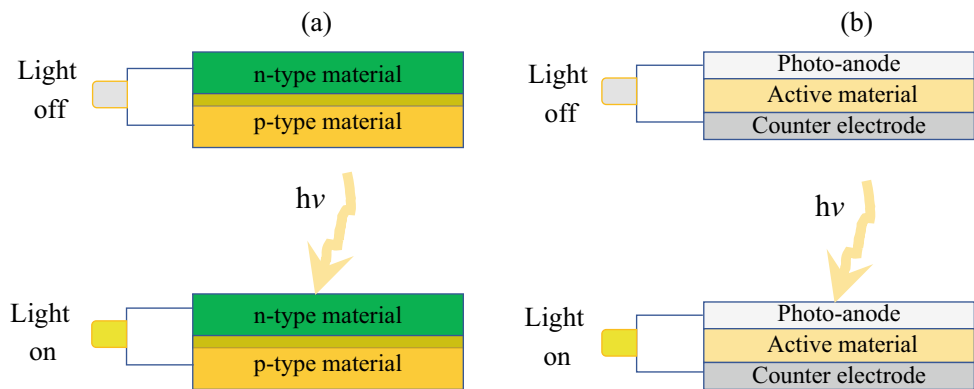 (a)
Light
off
n-type material
p-type material
hv
Light
on
n-type material
p-type material
(b)
Light
off
Photo-anode
Active material
Counter electrode
hv
Light
on
Photo-anode
Active material
Counter electrode